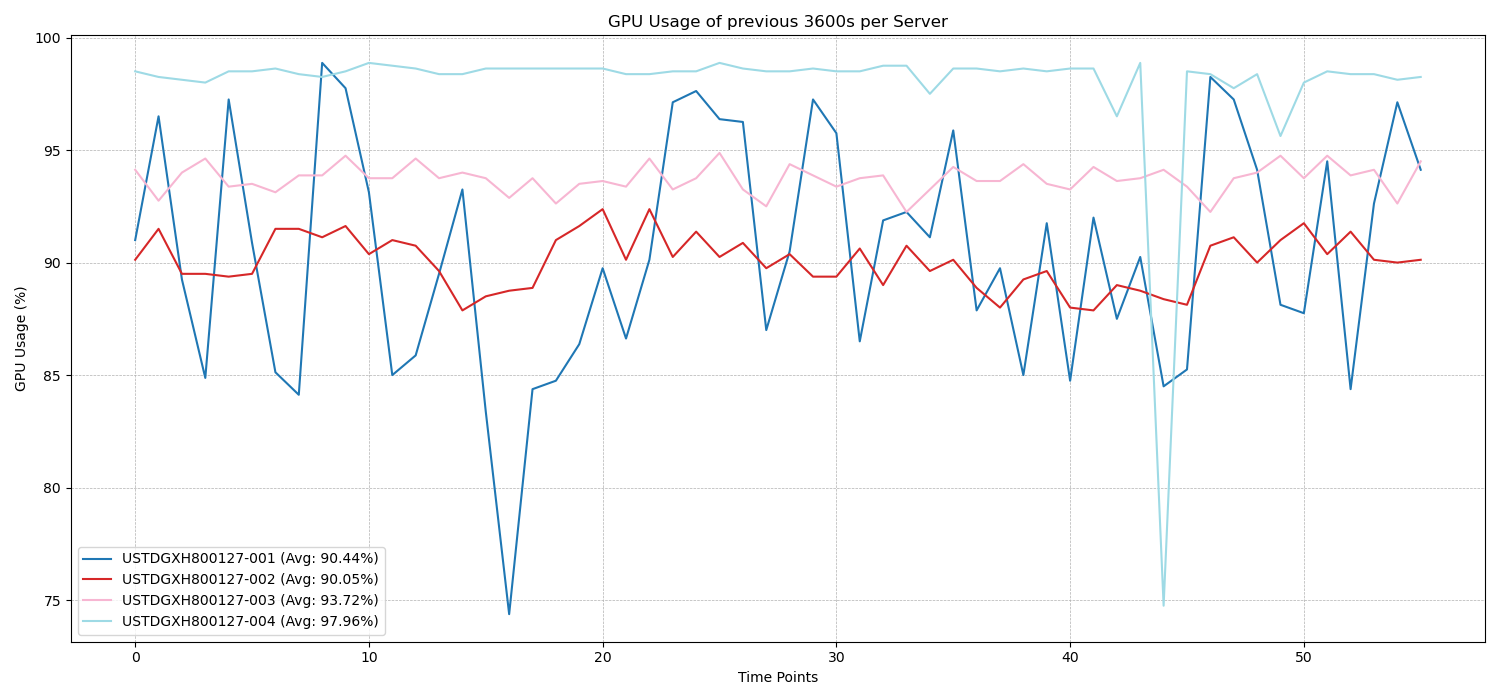 GPU Usage of previous 3600s per Server
GPU Usage (%)
100
95
90
85
80
75
USTDGXH800127-001 (Avg: 90.44%)
USTDGXH800127-002 (Avg: 90.05%)
USTDGXH800127-003 (Avg: 93.72%)
USTDGXH800127-004 (Avg: 97.96%)
0 10 20 30 40 50
Time Points